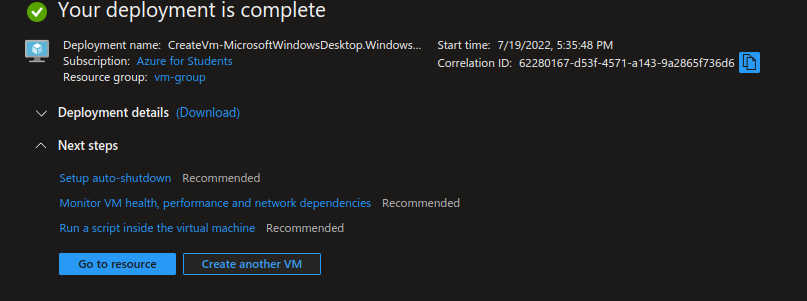 Your deployment is complete
Deployment name: CreateVm-MicrosoftWindowsDesktop.Windows... Start time: 7/19/2022, 5:35:48 PM
Subscription: Azure for Students Correlation ID: 62280167-d53f-4571-a143-9a2865f736d6
Resource group: vm-group
Deployment details (Download)
Next steps
Setup auto-shutdown Recommended
Monitor VM health, performance and network dependencies Recommended
Run a script inside the virtual machine Recommended
Go to resource Create another VM